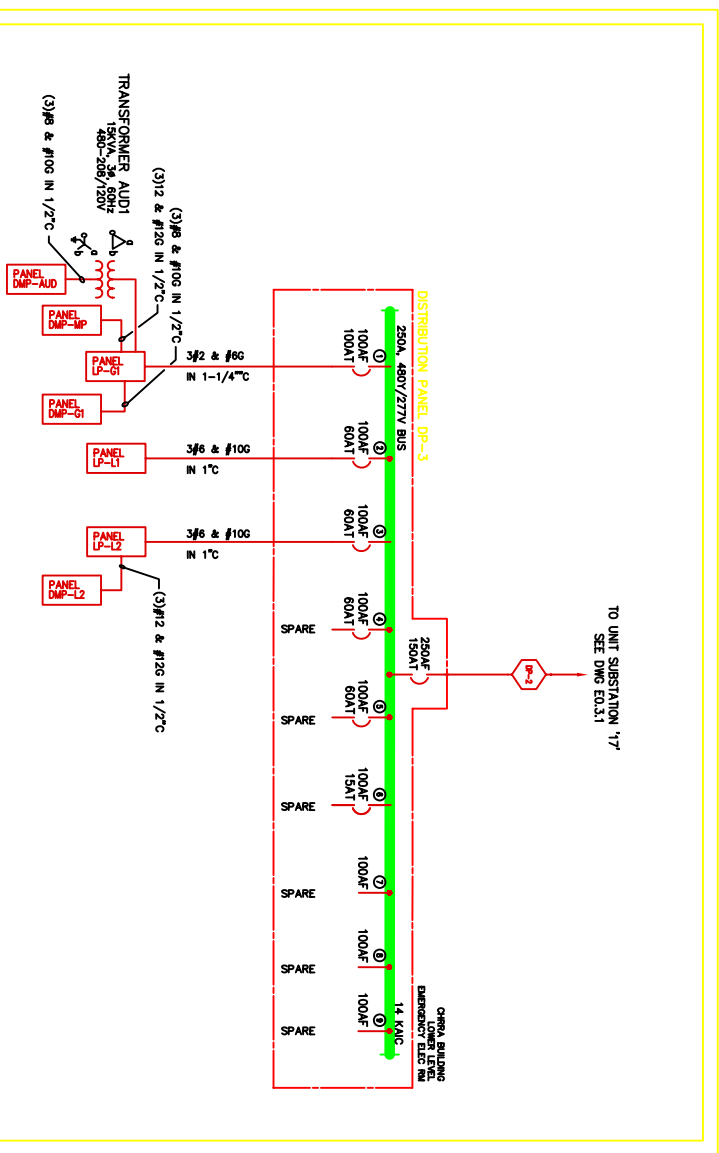 TO UNIT SUBSTATION '17'
SEE DWG E0.3.1
DP-2
250AF
150AT
CHRRA BUILDING
LOWER LEVEL
EMERGENCY ELEC RM
DISTRIBUTION PANEL DP-3
250A, 480Y/277V BUS
14 KAIC
1
100AF
100AT
2
100AF
60AT
3
100AF
60AT
4
100AF
60AT
SPARE
5
100AF
60AT
SPARE
6
100AF
15AT
SPARE
7
100AF
SPARE
8
100AF
SPARE
9
100AF
SPARE
3#2 & #6G
IN 1-1/4""C
3#6 & #10G
IN 1"C
3#6 & #10G
IN 1"C
TRANSFORMER AUD1
15KVA, 3ø, 60Hz
480-208/120V
(3)#8 & #10G IN 1/2"C
(3)12 & #12G IN 1/2"C
(3)#8 & #10G IN 1/2"C
(3)#12 & #12G IN 1/2"C
PANEL
DMP-AUD
PANEL
DMP-MP
PANEL
LP-G1
PANEL
DMP-G1
PANEL
LP-L1
PANEL
LP-L2
PANEL
DMP-L2